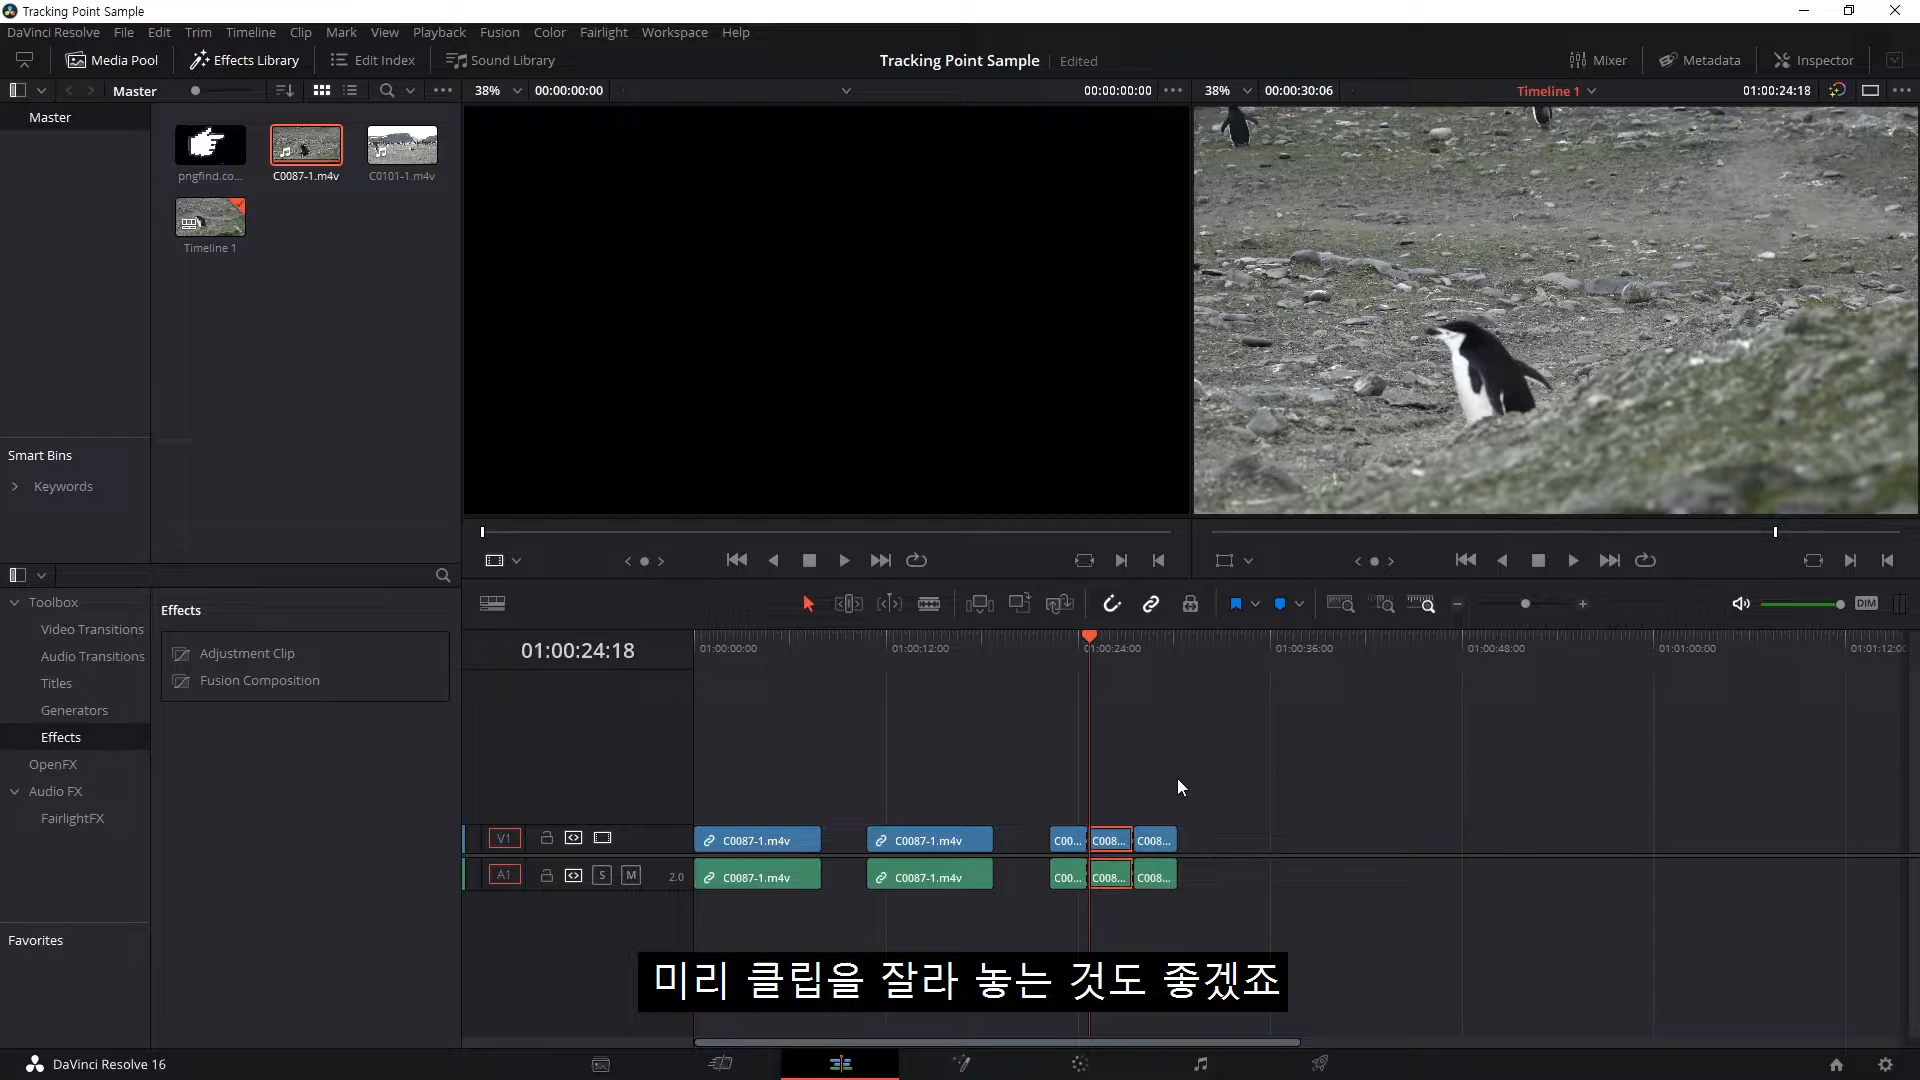 Tracking Point Sample
DaVinci Resolve File Edit Trim Timeline Clip Mark View Playback Fusion Color Fairlight Workspace Help
Media Pool Effects Library Edit Index Sound Library Tracking Point Sample Edited Mixer Metadata Inspector
Master 38% 00:00:00:00 00:00:00:00 38% 00:00:30:06 Timeline 1 01:00:24:18
Master
pngfind.co... C0087-1.m4v C0101-1.m4v
Timeline 1
Smart Bins
Keywords
Toolbox
Video Transitions
Audio Transitions
Titles
Generators
Effects
OpenFX
Audio FX
FairlightFX
Favorites
Effects
Adjustment Clip
Fusion Composition
DIM
01:00:24:18 01:00:00:00 01:00:12:00 01:00:24:00 01:00:36:00 01:00:48:00 01:01:00:00 01:01:12:00
V1 C0087-1.m4v C0087-1.m4v C00... C008... C008...
A1 S M 2.0 C0087-1.m4v C0087-1.m4v C00... C008... C008...
미리 클립을 잘라 놓는 것도 좋겠죠
DaVinci Resolve 16